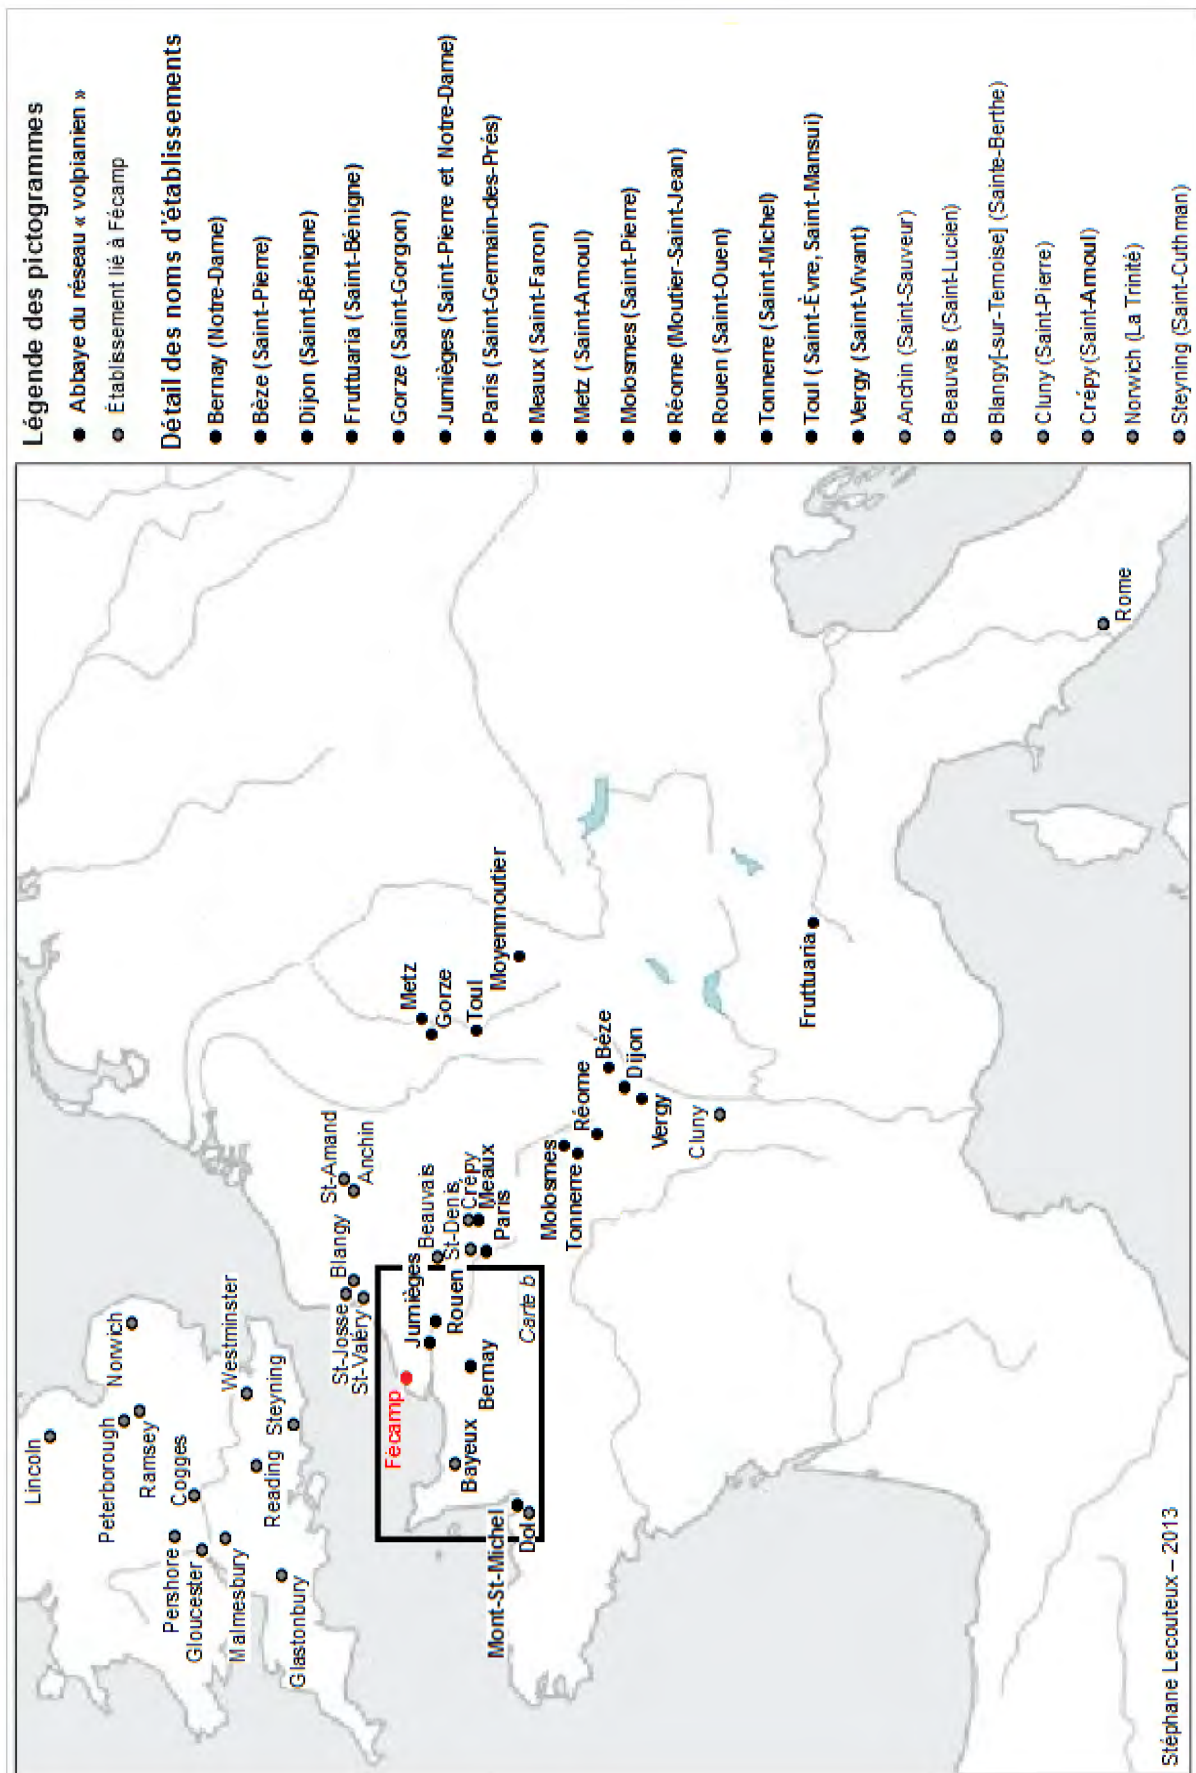 Légende des pictogrammes
Abbaye du réseau « volpianien »
Établissement lié à Fécamp
Détail des noms d'établissements
Bernay (Notre-Dame)
Bèze (Saint-Pierre)
Dijon (Saint-Bénigne)
Fruttuaria (Saint-Bénigne)
Gorze (Saint-Gorgon)
Jumièges (Saint-Pierre et Notre-Dame)
Paris (Saint-Germain-des-Prés)
Meaux (Saint-Faron)
Metz (Saint-Arnoul)
Molosmes (Saint-Pierre)
Réome (Moutier-Saint-Jean)
Rouen (Saint-Ouen)
Tonnerre (Saint-Michel)
Toul (Saint-Èvre, Saint-Mansui)
Vergy (Saint-Vivant)
Anchin (Saint-Sauveur)
Beauvais (Saint-Lucien)
Blangy[-sur-Ternoise] (Sainte-Berthe)
Cluny (Saint-Pierre)
Crépy (Saint-Arnoul)
Norwich (La Trinité)
Steyning (Saint-Cuthman)
Lincoln
Norwich
Peterborough
Ramsey
Cogges
Pershore
Gloucester
Malmesbury
Westminster
Reading
Steyning
Glastonbury
St-Josse
St-Valéry
Blangy
St-Amand
Anchin
Fécamp
Jumièges
Rouen
Beauvais
St-Denis
Crépy
Meaux
Paris
Bernay
Bayeux
Mont-St-Michel
Dol
Carte b
Metz
Gorze
Toul
Moyenmoutier
Molosmes
Tonnerre
Réome
Bèze
Dijon
Vergy
Cluny
Fruttuaria
Rome
Stéphane Lecouteux – 2013